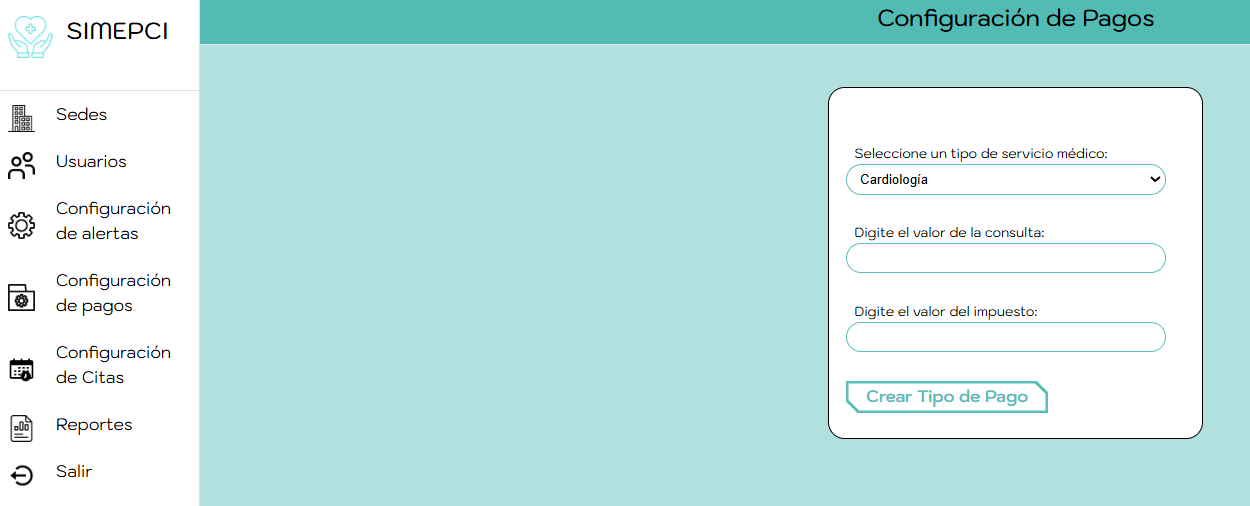 SIMEPCI
Sedes
Usuarios
Configuración
de alertas
Configuración
de pagos
Configuración
de Citas
Reportes
Salir
Configuración de Pagos
Seleccione un tipo de servicio médico:
Cardiología
Digite el valor de la consulta:
Digite el valor del impuesto:
Crear Tipo de Pago